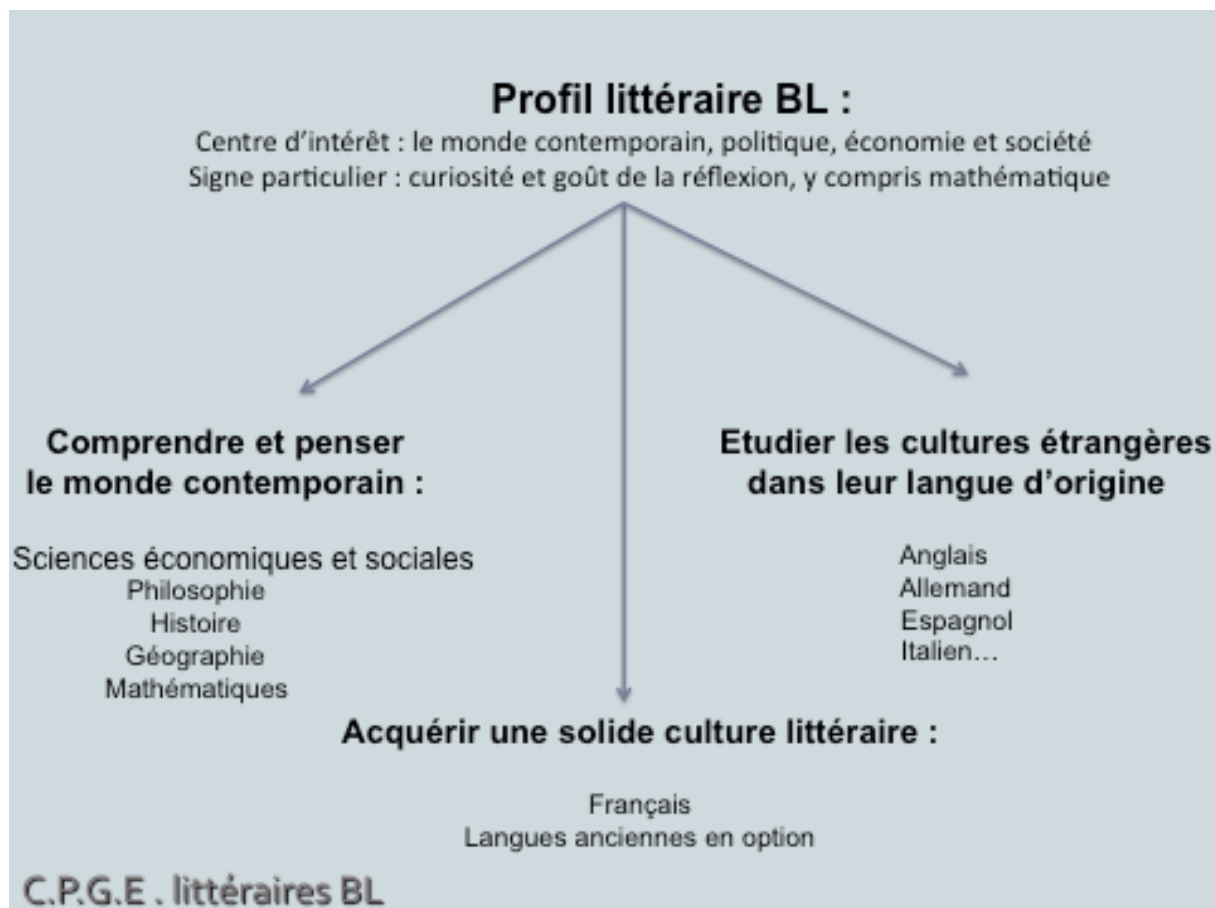 Profil littéraire BL :
Centre d'intérêt : le monde contemporain, politique, économie et société
Signe particulier : curiosité et goût de la réflexion, y compris mathématique
Comprendre et penser
le monde contemporain :
Sciences économiques et sociales
Philosophie
Histoire
Géographie
Mathématiques
Etudier les cultures étrangères
dans leur langue d'origine
Anglais
Allemand
Espagnol
Italien…
Acquérir une solide culture littéraire :
Français
Langues anciennes en option
C.P.G.E . littéraires BL